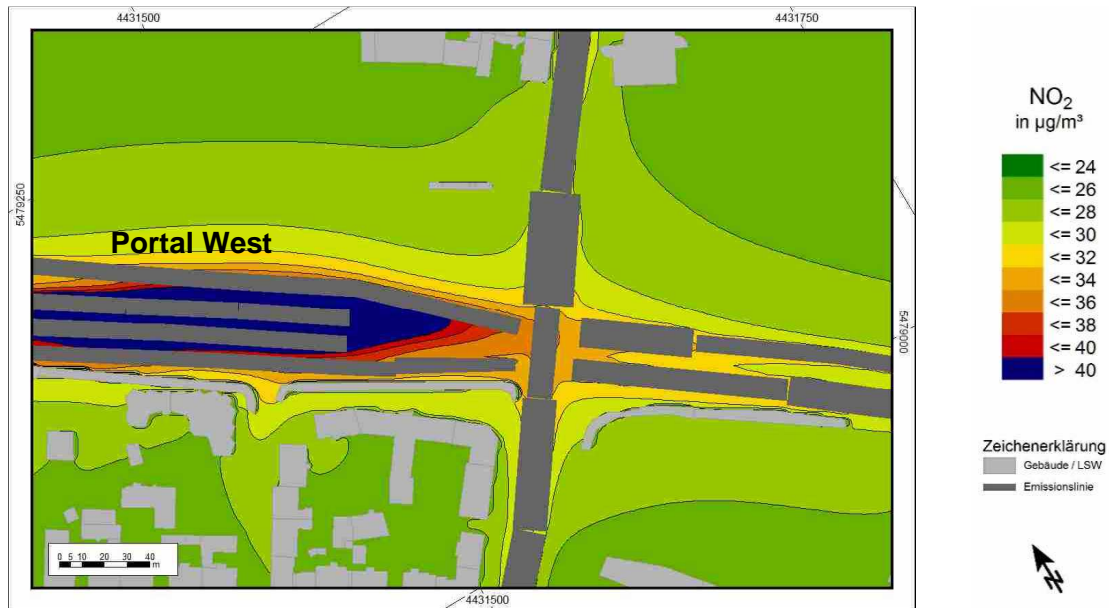 4431500
4431750
5479250
5479000
Portal West
0 5 10 20 30 40
m
4431500
NO2
in µg/m³
<= 24
<= 26
<= 28
<= 30
<= 32
<= 34
<= 36
<= 38
<= 40
> 40
Zeichenerklärung
Gebäude / LSW
Emissionslinie
N